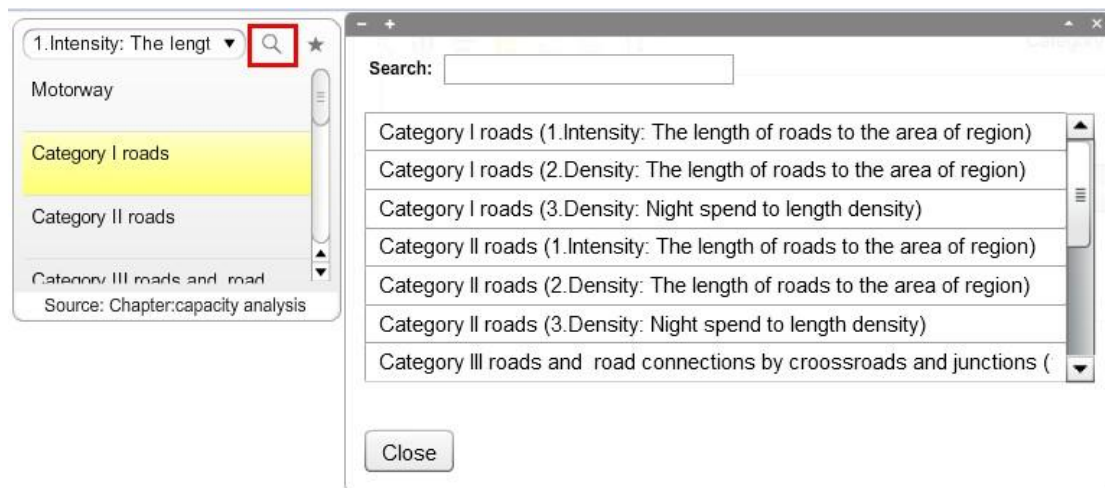 1.Intensity: The lengt
Motorway
Category I roads
Category II roads
Category III roads and road
Source: Chapter:capacity analysis
Search:
Category I roads (1.Intensity: The length of roads to the area of region)
Category I roads (2.Density: The length of roads to the area of region)
Category I roads (3.Density: Night spend to length density)
Category II roads (1.Intensity: The length of roads to the area of region)
Category II roads (2.Density: The length of roads to the area of region)
Category II roads (3.Density: Night spend to length density)
Category III roads and road connections by croossroads and junctions (
Close